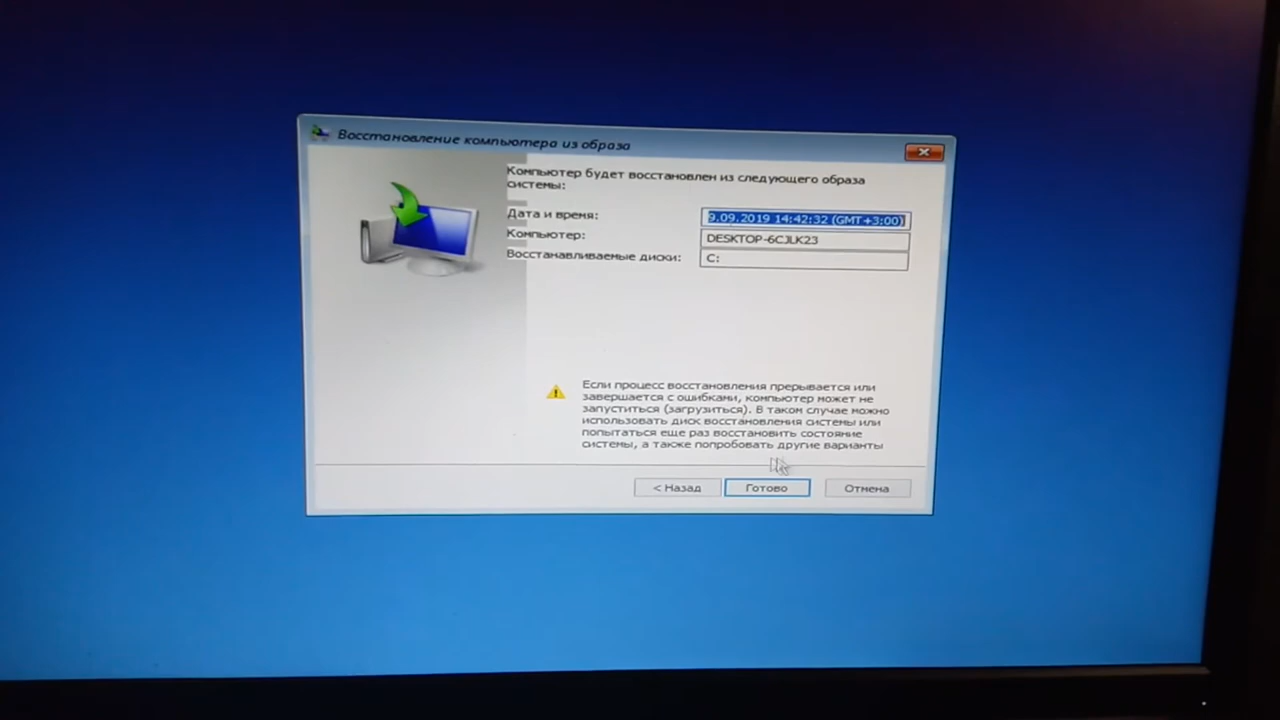 Восстановление компьютера из образа
Компьютер будет восстановлен из следующего образа
системы:
Дата и время: 9.09.2019 14:42:32 (GMT+3:00)
Компьютер: DESKTOP-6CJLK23
Восстанавливаемые диски: C:
Если процесс восстановления прерывается или
завершается с ошибками, компьютер может не
запуститься (загрузиться). В таком случае можно
использовать диск восстановления системы или
попытаться еще раз восстановить состояние
системы, а также попробовать другие варианты
< Назад Готово Отмена